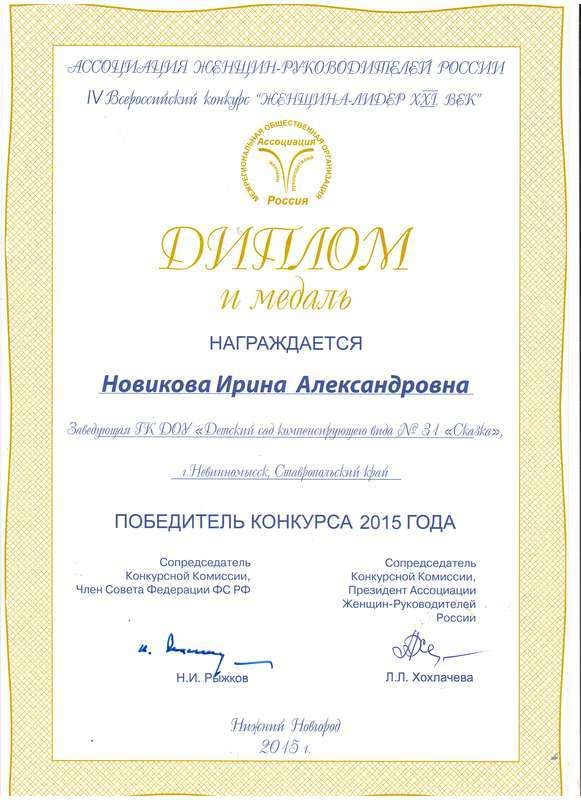 АССОЦИАЦИЯ ЖЕНЩИН-РУКОВОДИТЕЛЕЙ РОССИИ
IV Всероссийский конкурс "ЖЕНЩИНА-ЛИДЕР XXI ВЕК"
МЕЖРЕГИОНАЛЬНАЯ ОБЩЕСТВЕННАЯ ОРГАНИЗАЦИЯ
Ассоциация
Россия
ДИПЛОМ
и медаль
НАГРАЖДАЕТСЯ
Новикова Ирина Александровна
Заведующая ГК ДОУ «Детский сад компенсирующего вида № 31 «Сказка»,
г.Невинномысск, Ставропольский край
ПОБЕДИТЕЛЬ КОНКУРСА 2015 ГОДА
Сопредседатель
Конкурсной Комиссии,
Член Совета Федерации ФС РФ
Н.И. Рыжков
Сопредседатель
Конкурсной Комиссии,
Президент Ассоциации
Женщин-Руководителей
России
Л.Л. Хохлачева
Нижний Новгород
2015 г.